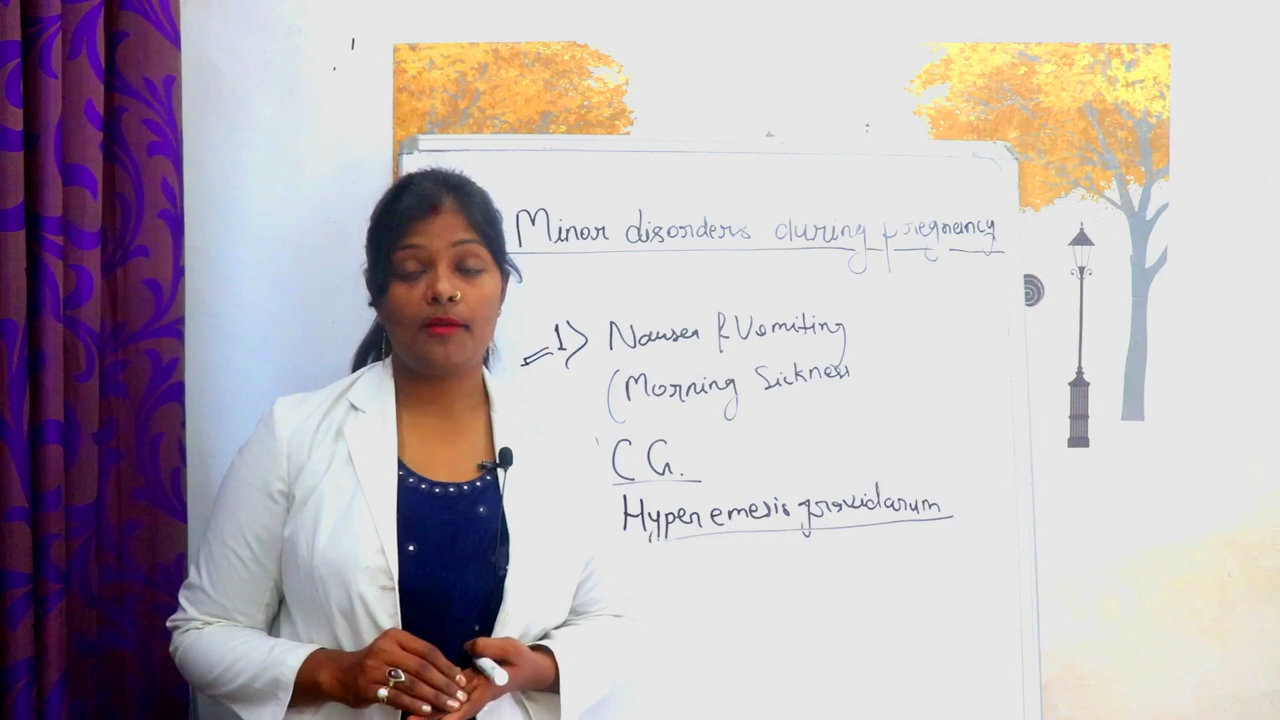 Minor disorders during pregnancy
1) Nausea & Vomiting
(Morning Sickness
C G.
Hyperemesis gravidarum